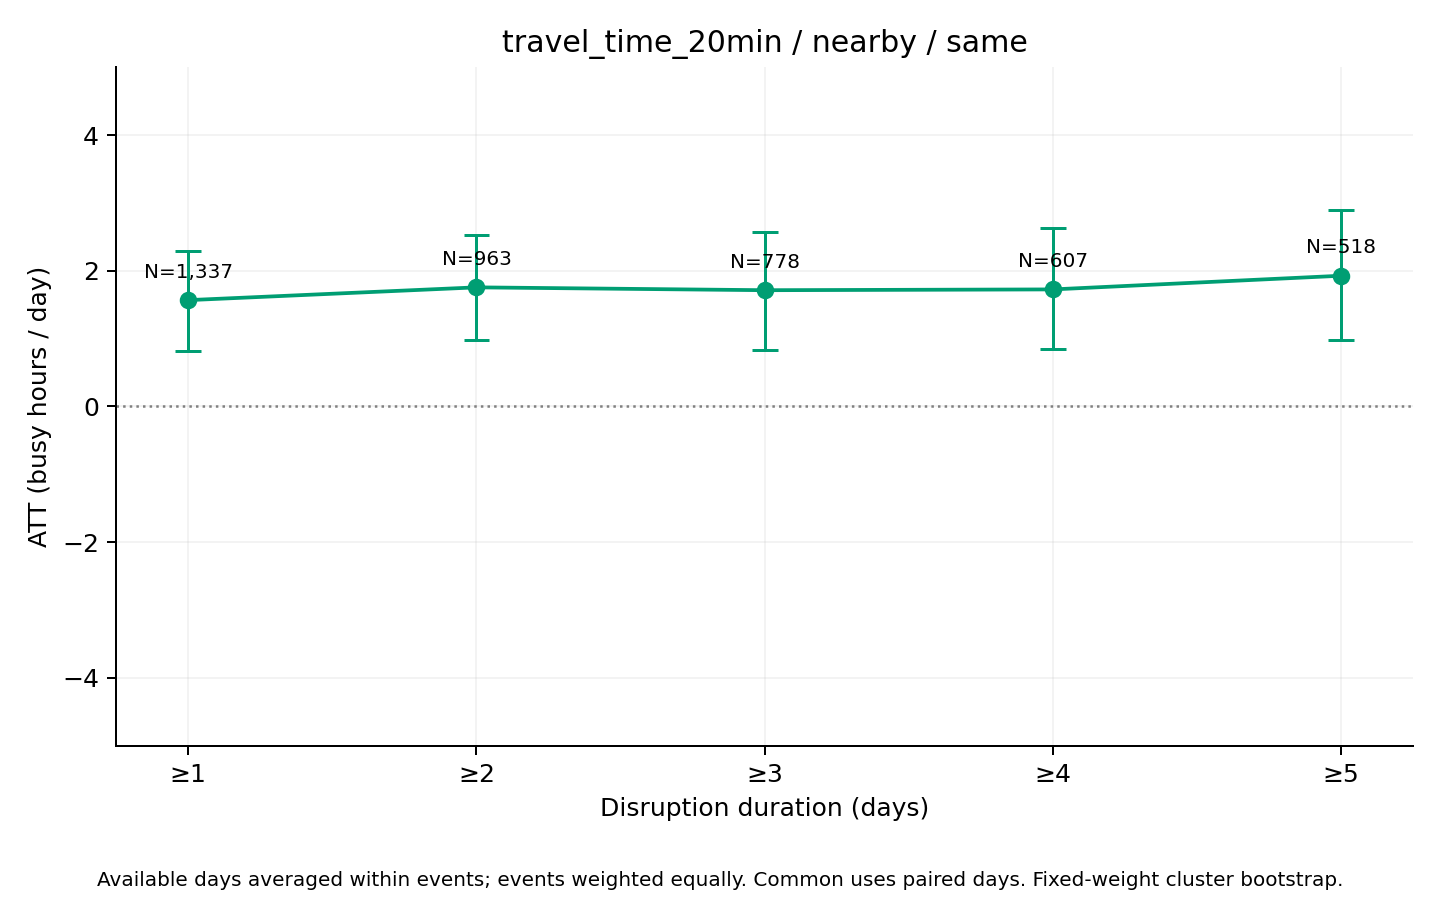 travel_time_20min / nearby / same
ATT (busy hours / day)
4
2
0
−2
−4
N=1,337
N=963
N=778
N=607
N=518
≥1
≥2
≥3
≥4
≥5
Disruption duration (days)
Available days averaged within events; events weighted equally. Common uses paired days. Fixed-weight cluster bootstrap.